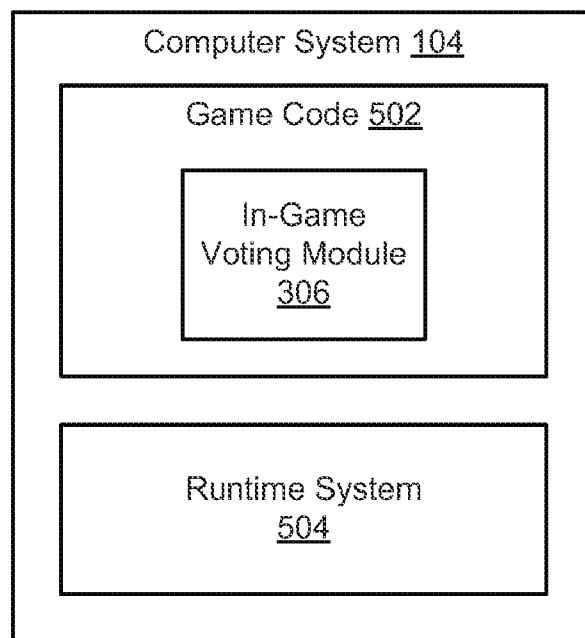 Computer System 104
Game Code 502
In-Game
Voting Module
306
Runtime System
504